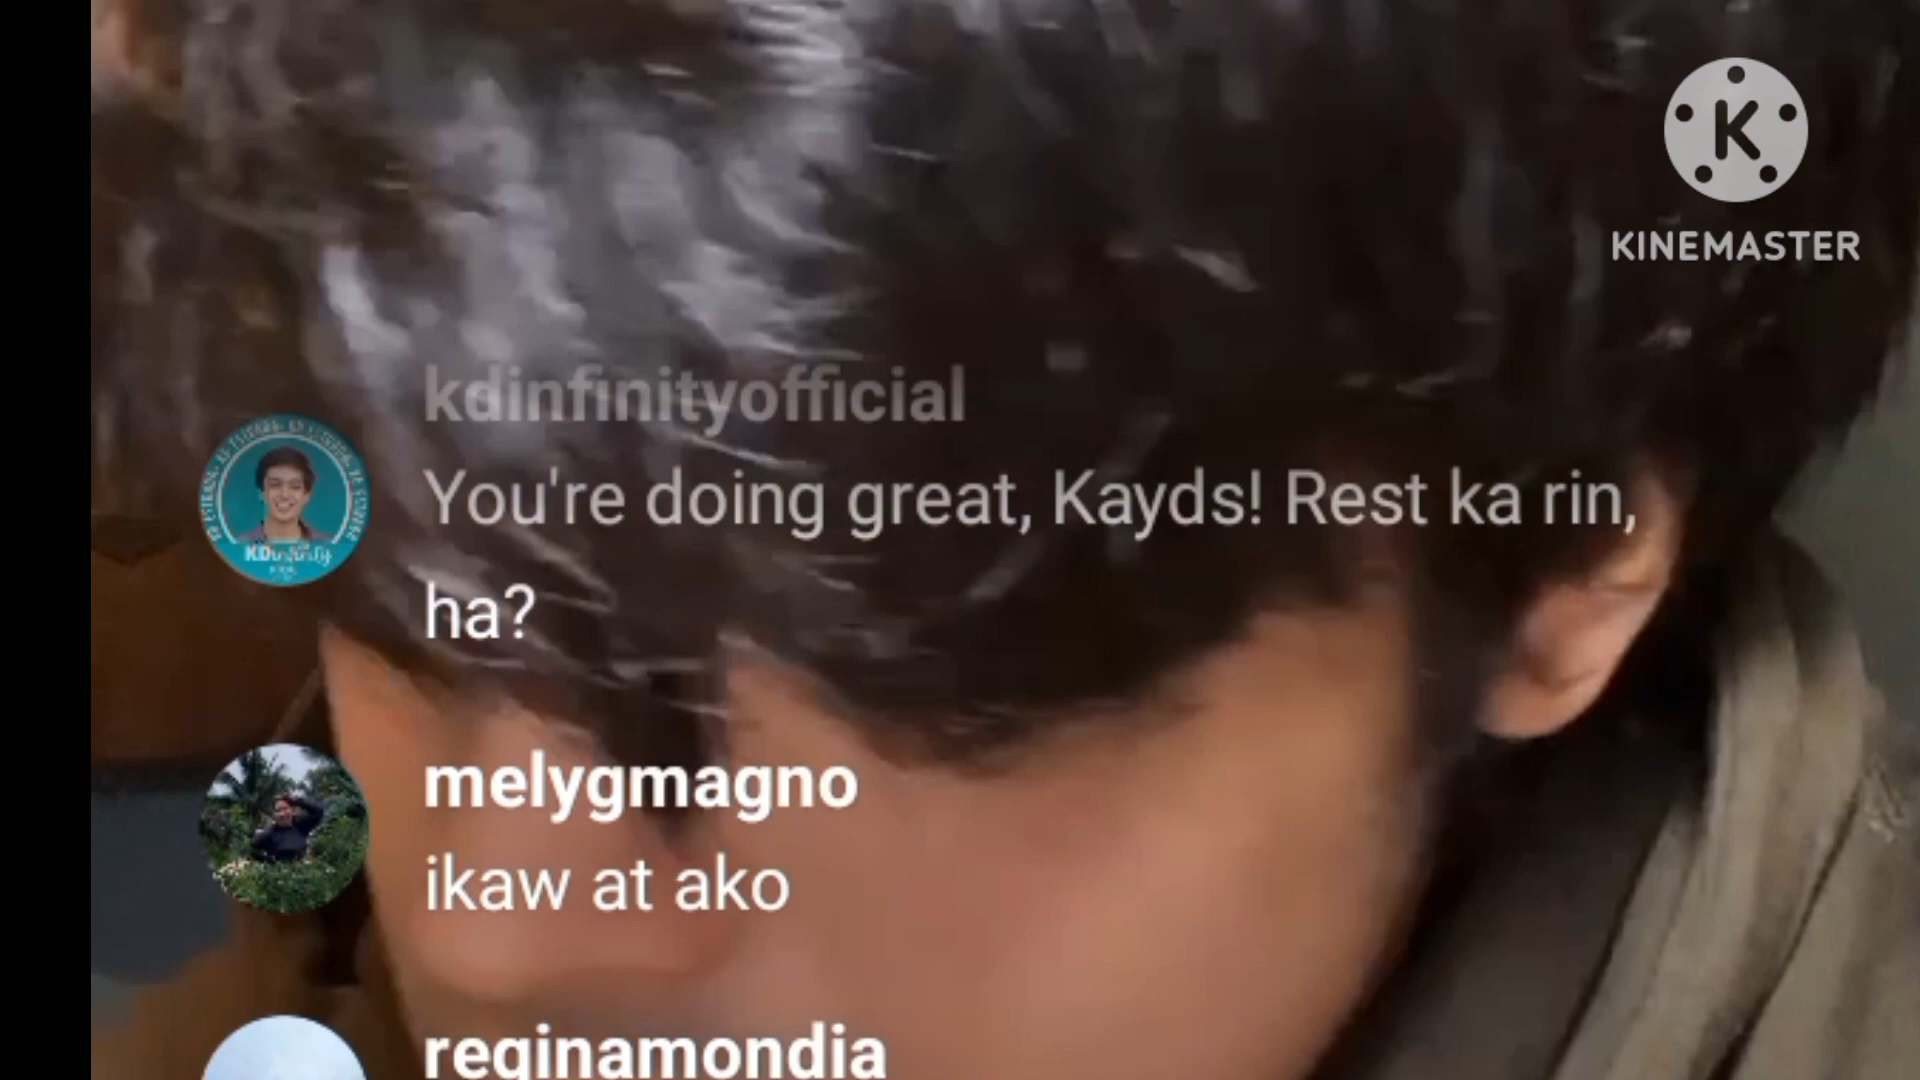 KINEMASTER
kdinfinityofficial
You're doing great, Kayds! Rest ka rin,
ha?
melygmagno
ikaw at ako
reginamondia